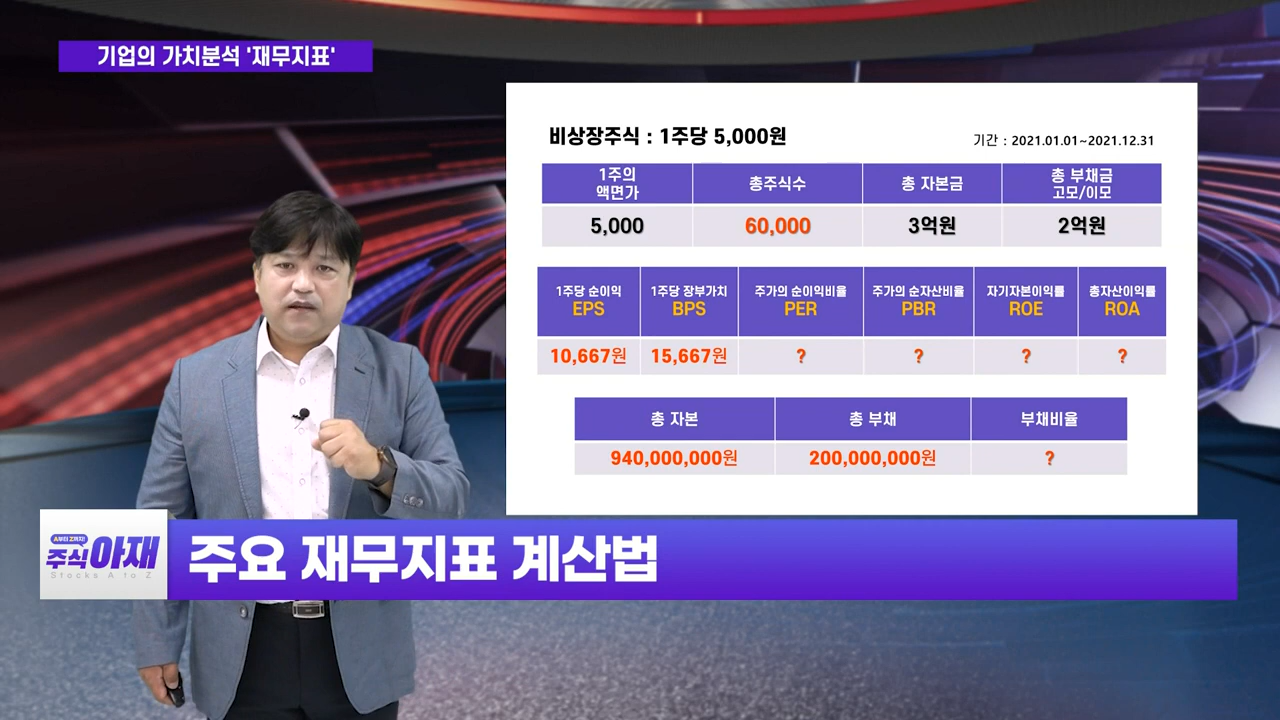 기업의 가치분석 '재무지표'
비상장주식 : 1주당 5,000원
기간 : 2021.01.01~2021.12.31
1주의 액면가 총주식수 총 자본금 총 부채금 고모/이모
5,000 60,000 3억원 2억원
1주당 순이익 1주당 장부가치 주가의 순이익비율 주가의 순자산비율 자기자본이익률 총자산이익률
EPS BPS PER PBR ROE ROA
10,667원 15,667원 ? ? ? ?
총 자본 총 부채 부채비율
940,000,000원 200,000,000원 ?
A부터 Z까지!
주식아재
Stocks A to Z
주요 재무지표 계산법